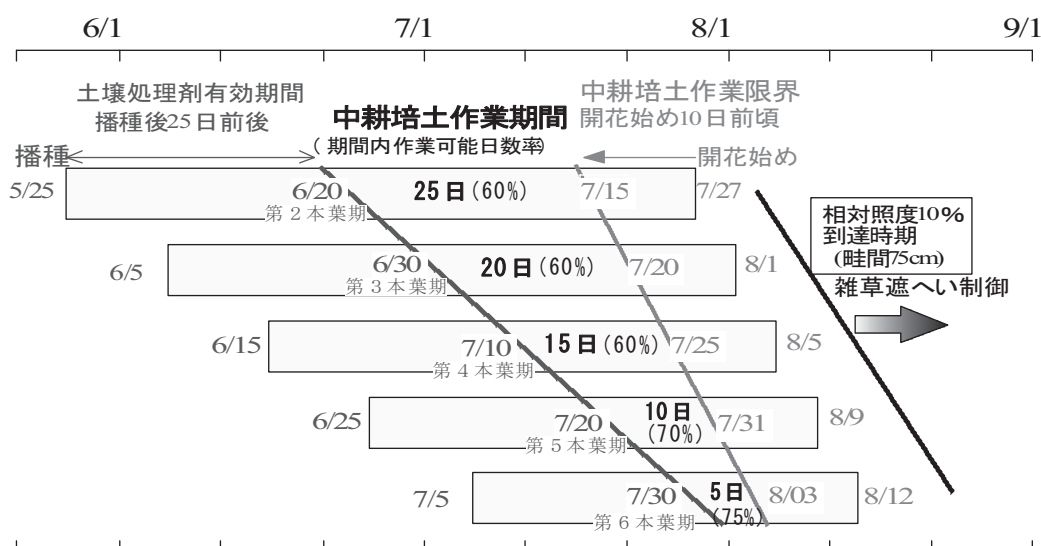 6/1 7/1 8/1 9/1
土壌処理剤有効期間
播種後25日前後
中耕培土作業期間
(期間内作業可能日数率)
中耕培土作業限界
開花始め10日前頃
播種
開花始め
5/25 6/20 25日(60%) 7/15 7/27
第2本葉期
相対照度10%
到達時期
(畦間75cm)
雑草遮へい制御
6/5 6/30 20日(60%) 7/20 8/1
第3本葉期
6/15 7/10 15日(60%) 7/25 8/5
第4本葉期
6/25 7/20 10日 7/31 8/9
(70%)
第5本葉期
7/5 7/30 5日 8/03 8/12
(75%)
第6本葉期